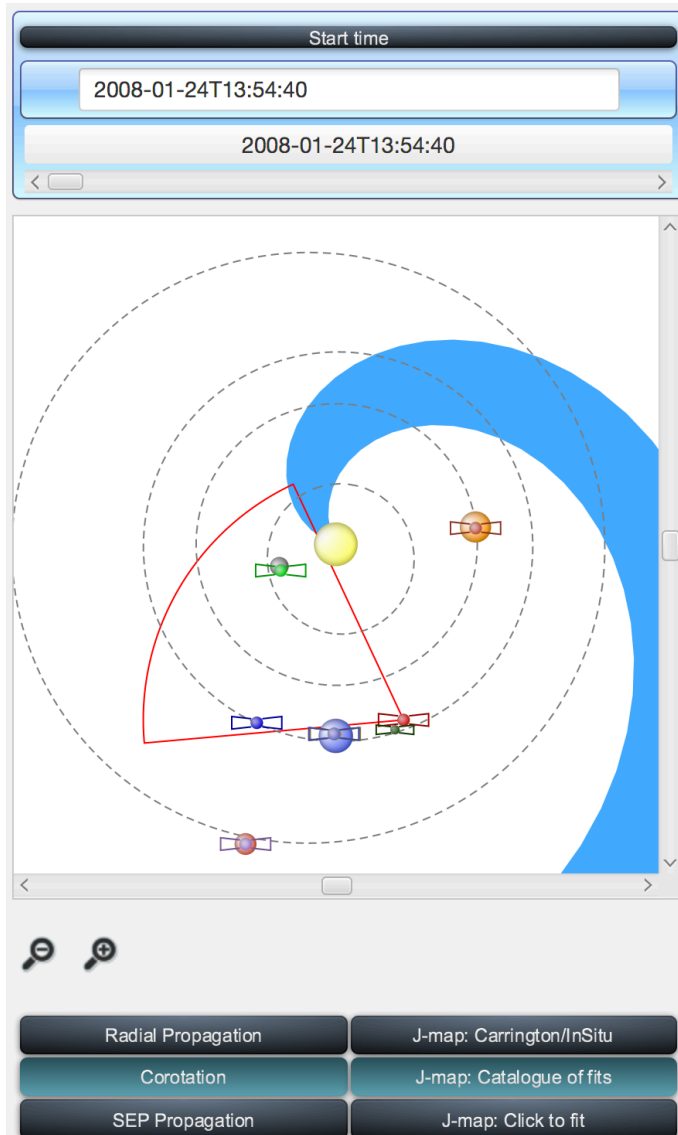 Start time
2008-01-24T13:54:40
2008-01-24T13:54:40
Radial Propagation
J-map: Carrington/InSitu
Corotation
J-map: Catalogue of fits
SEP Propagation
J-map: Click to fit